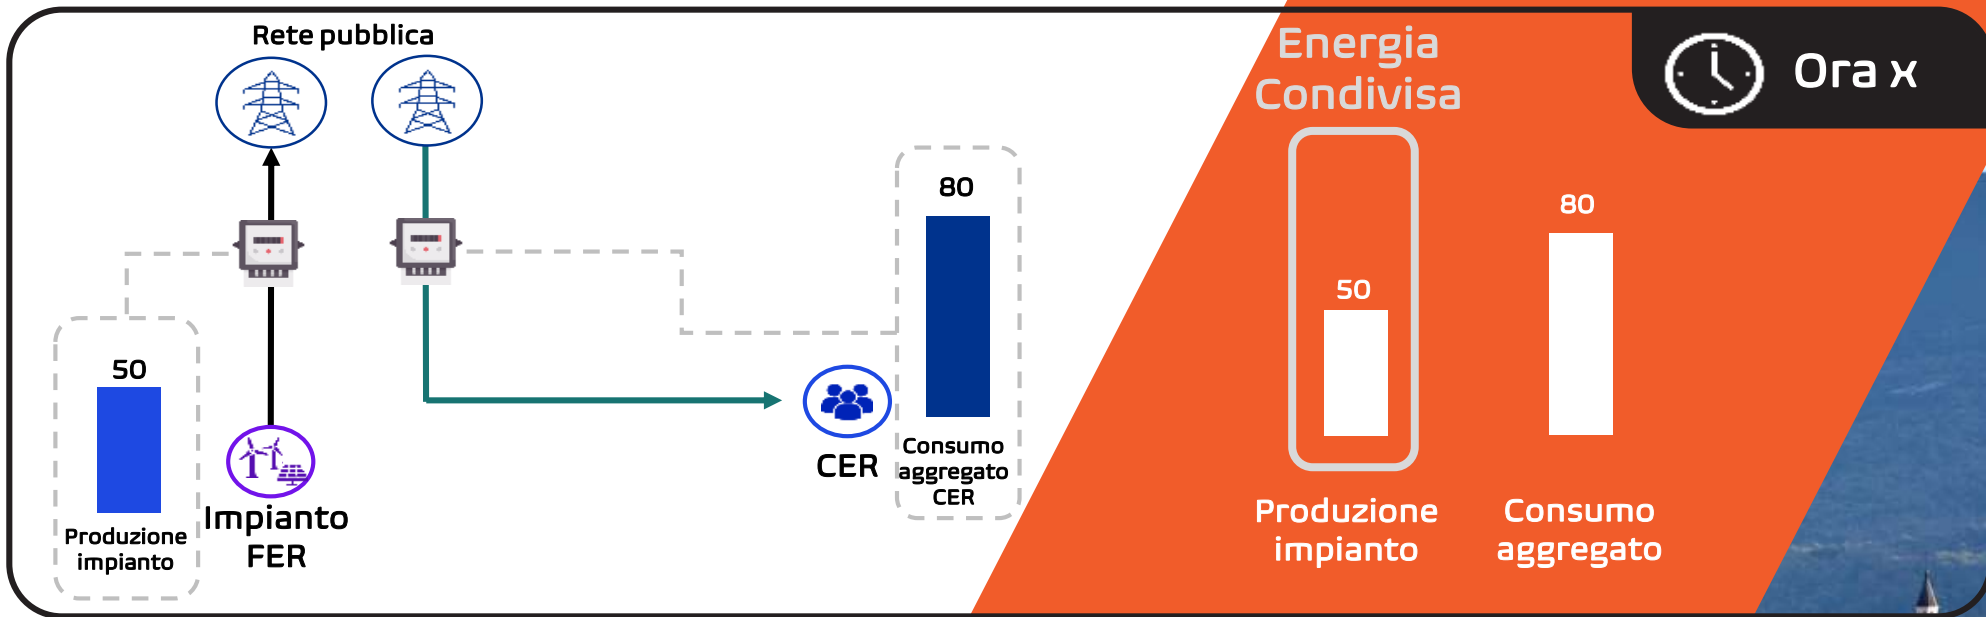 Rete pubblica
50
Produzione
impianto
Impianto
FER
CER
80
Consumo
aggregato
CER
Energia
Condivisa
50
Produzione
impianto
80
Consumo
aggregato
Ora x